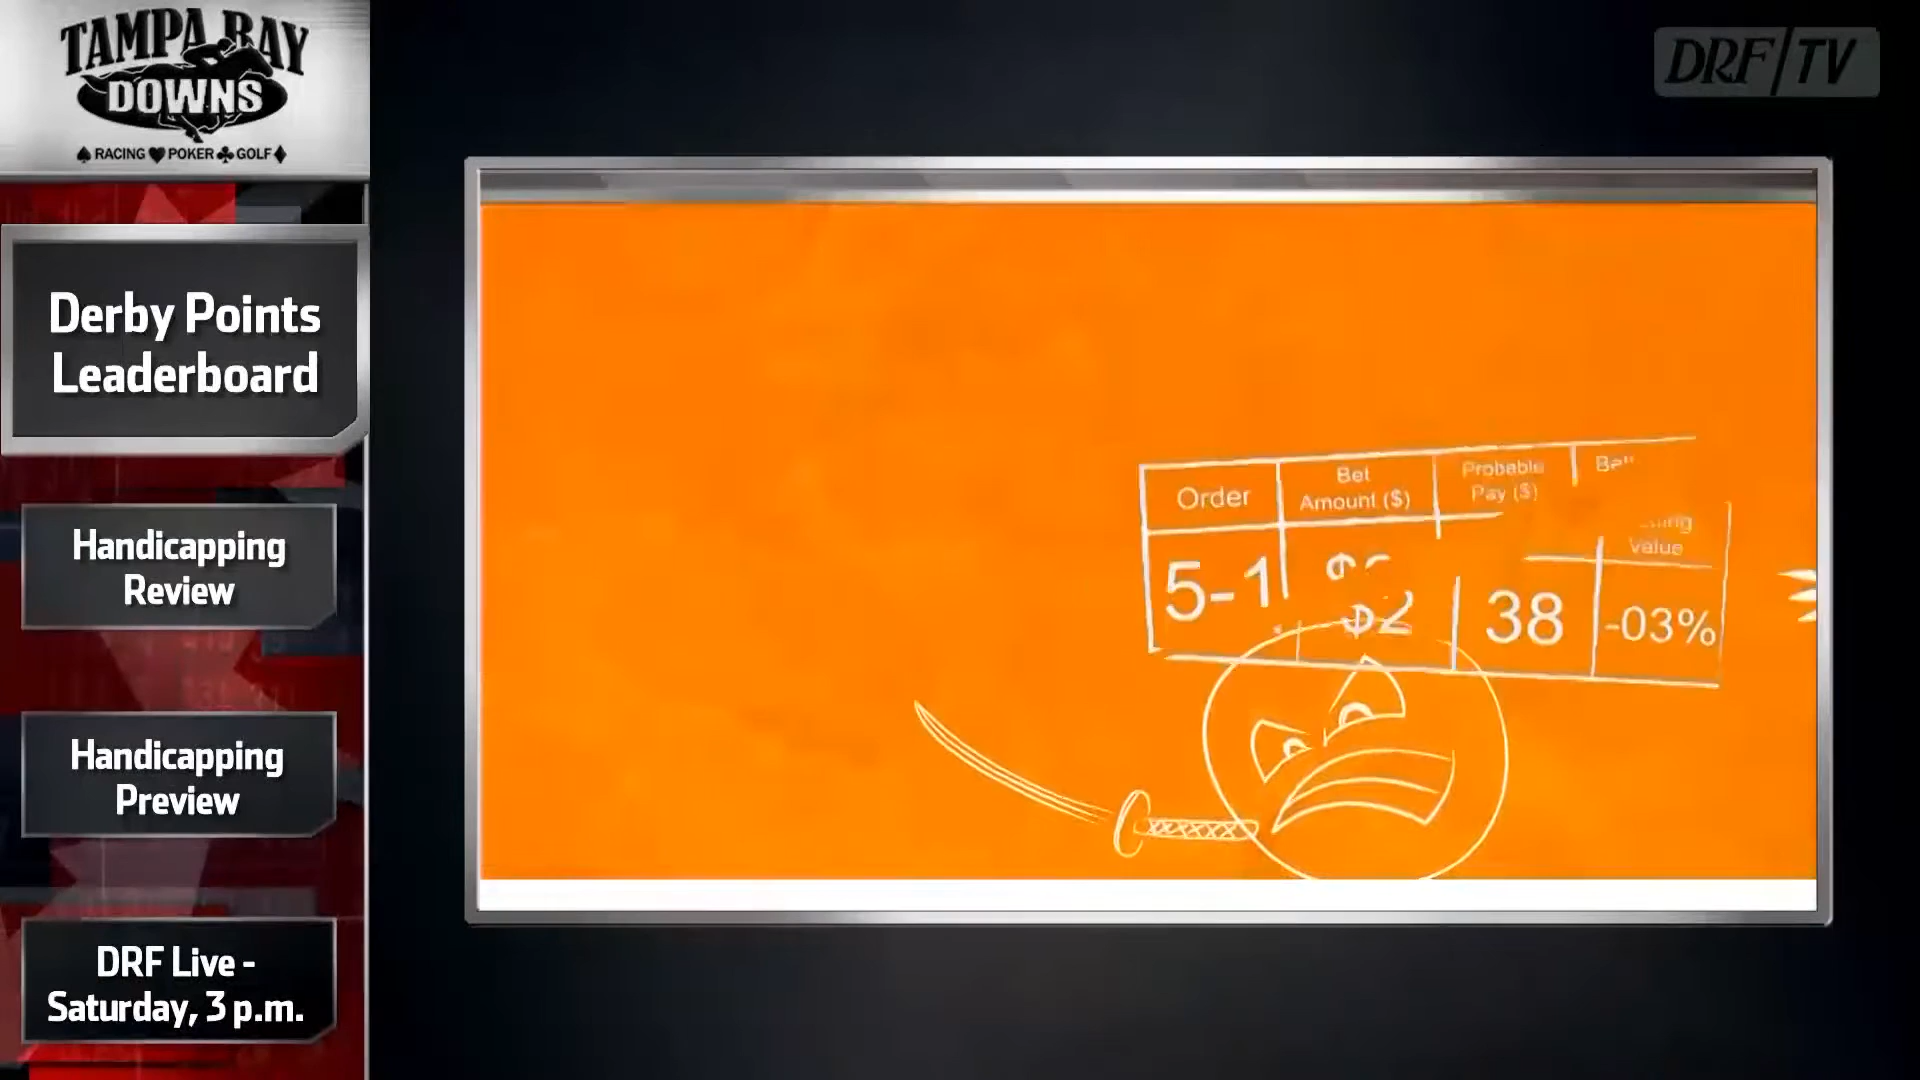 TAMPA BAY
DOWNS
RACING POKER GOLF
DRF/TV
Derby Points
Leaderboard
Handicapping
Review
Handicapping
Preview
DRF Live -
Saturday, 3 p.m.
Order
Bet
Amount ($)
Probable
Pay ($)
Value
5-1
$2
38
-03%